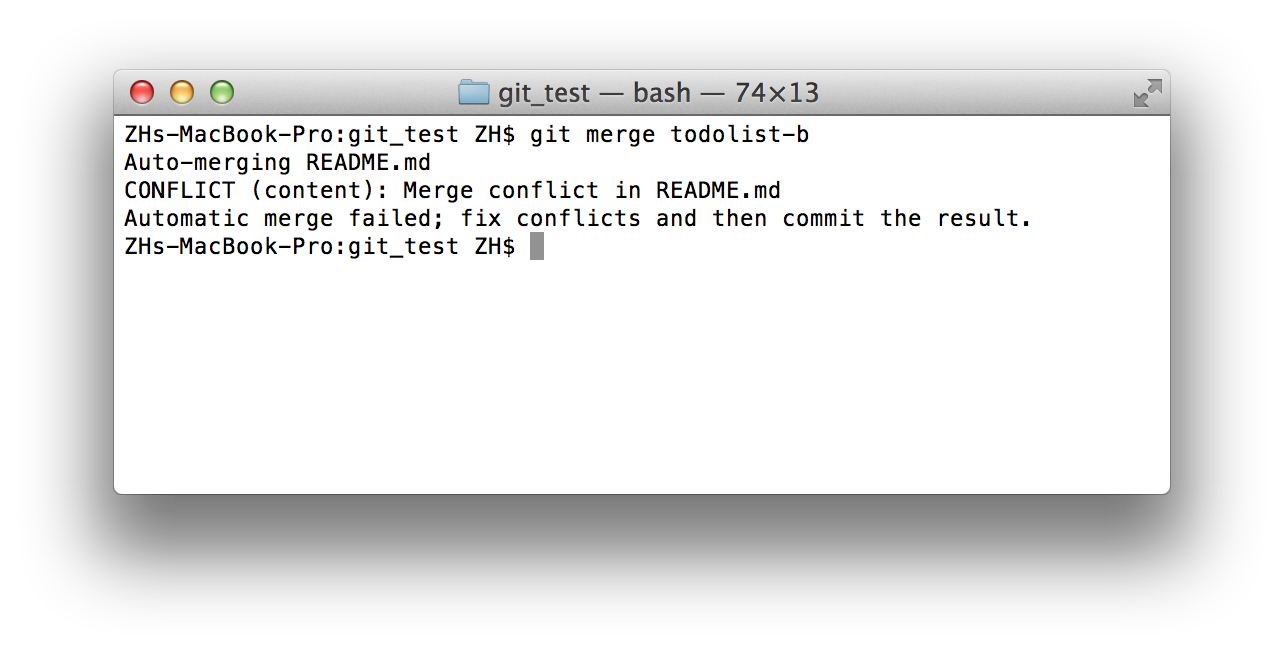 git_test — bash — 74×13
ZHs-MacBook-Pro:git_test ZH$ git merge todolist-b
Auto-merging README.md
CONFLICT (content): Merge conflict in README.md
Automatic merge failed; fix conflicts and then commit the result.
ZHs-MacBook-Pro:git_test ZH$